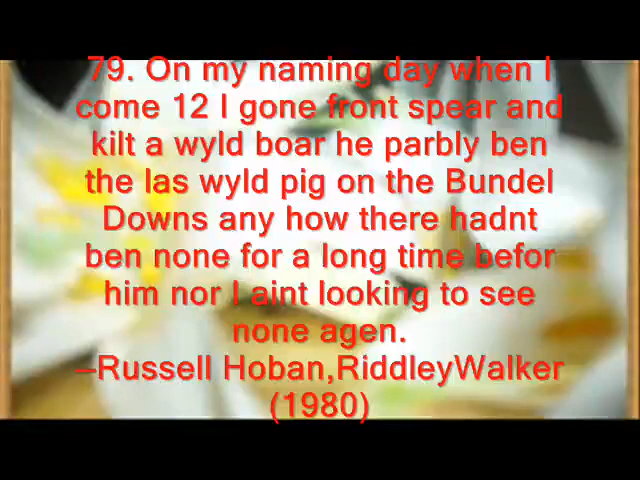 79. On my naming day when I
come 12 I gone front spear and
kilt a wyld boar he parbly ben
the las wyld pig on the Bundel
Downs any how there hadnt
ben none for a long time befor
him nor I aint looking to see
none agen.
–Russell Hoban,RiddleyWalker
(1980)